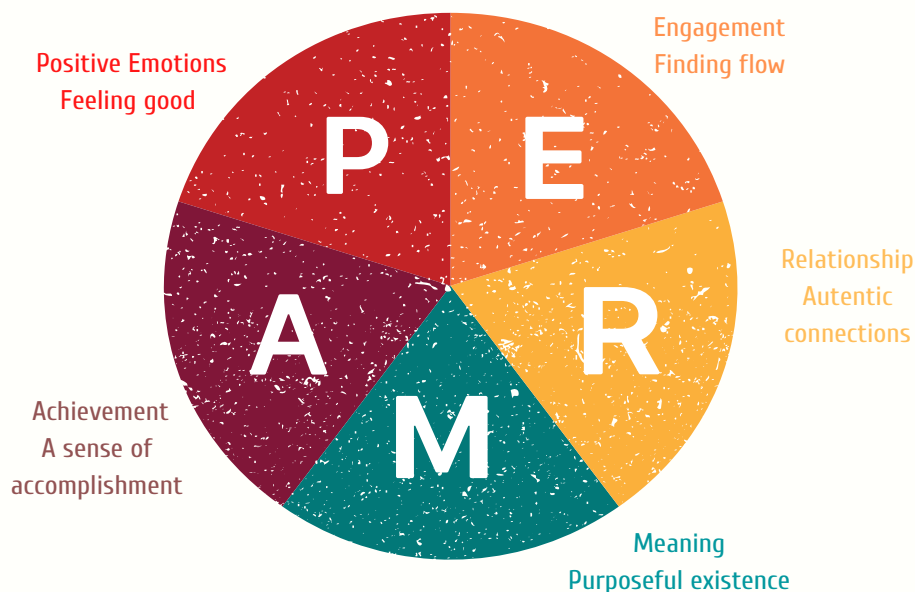 Positive Emotions
Feeling good
Engagement
Finding flow
P
E
Relationship
Autentic
connections
A
R
M
Achievement
A sense of
accomplishment
Meaning
Purposeful existence